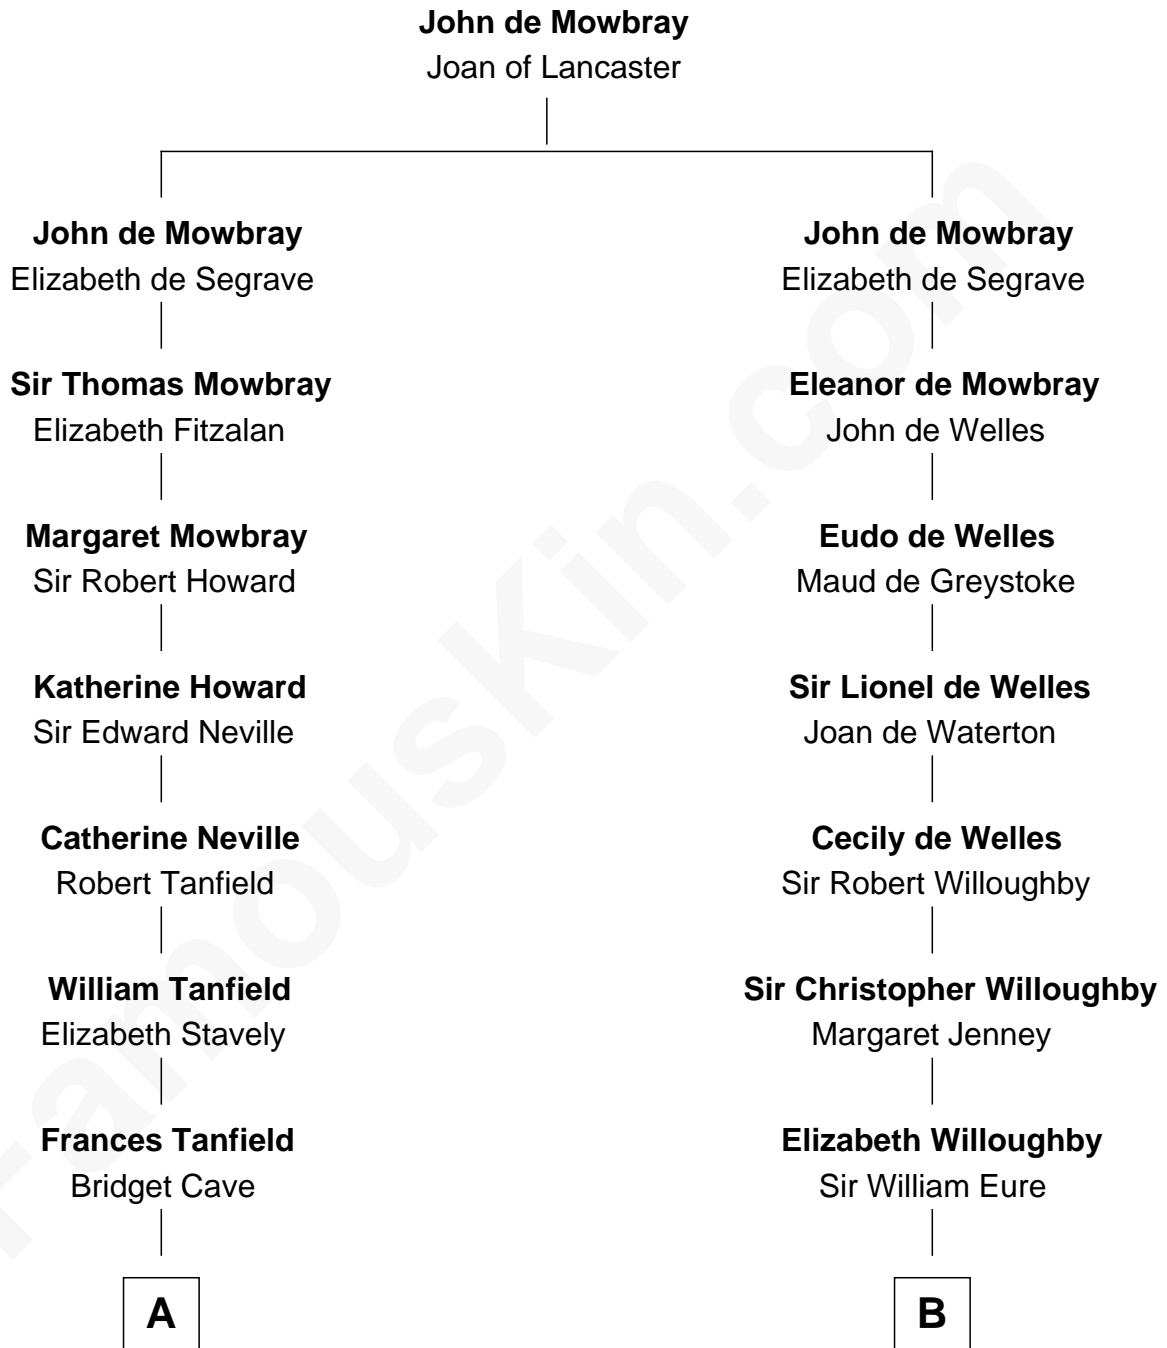 John de Mowbray
Joan of Lancaster
John de Mowbray
Elizabeth de Segrave
Sir Thomas Mowbray
Elizabeth Fitzalan
Margaret Mowbray
Sir Robert Howard
Katherine Howard
Sir Edward Neville
Catherine Neville
Robert Tanfield
William Tanfield
Elizabeth Stavely
Frances Tanfield
Bridget Cave
A
John de Mowbray
Elizabeth de Segrave
Eleanor de Mowbray
John de Welles
Eudo de Welles
Maud de Greystoke
Sir Lionel de Welles
Joan de Waterton
Cecily de Welles
Sir Robert Willoughby
Sir Christopher Willoughby
Margaret Jenney
Elizabeth Willoughby
Sir William Eure
B
FamousKin.com